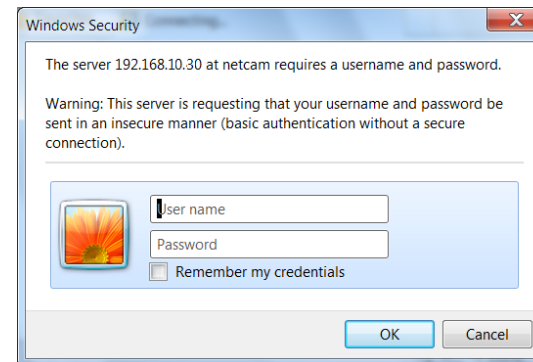 Windows Security
Connecting...
The server 192.168.10.30 at netcam requires a username and password.
Warning: This server is requesting that your username and password be
sent in an insecure manner (basic authentication without a secure
connection).
User name
Password
Remember my credentials
OK
Cancel